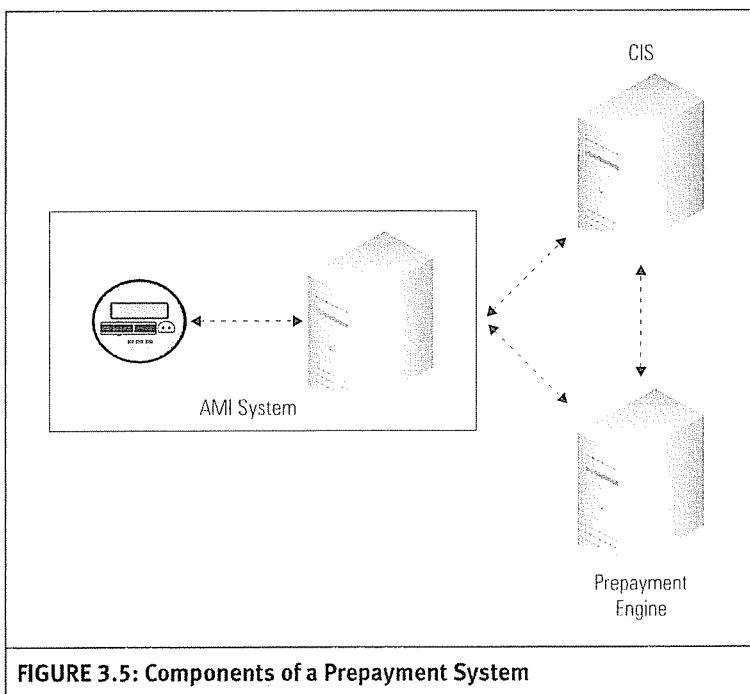 CIS
AMI System
Prepayment
Engine
FIGURE 3.5: Components of a Prepayment System